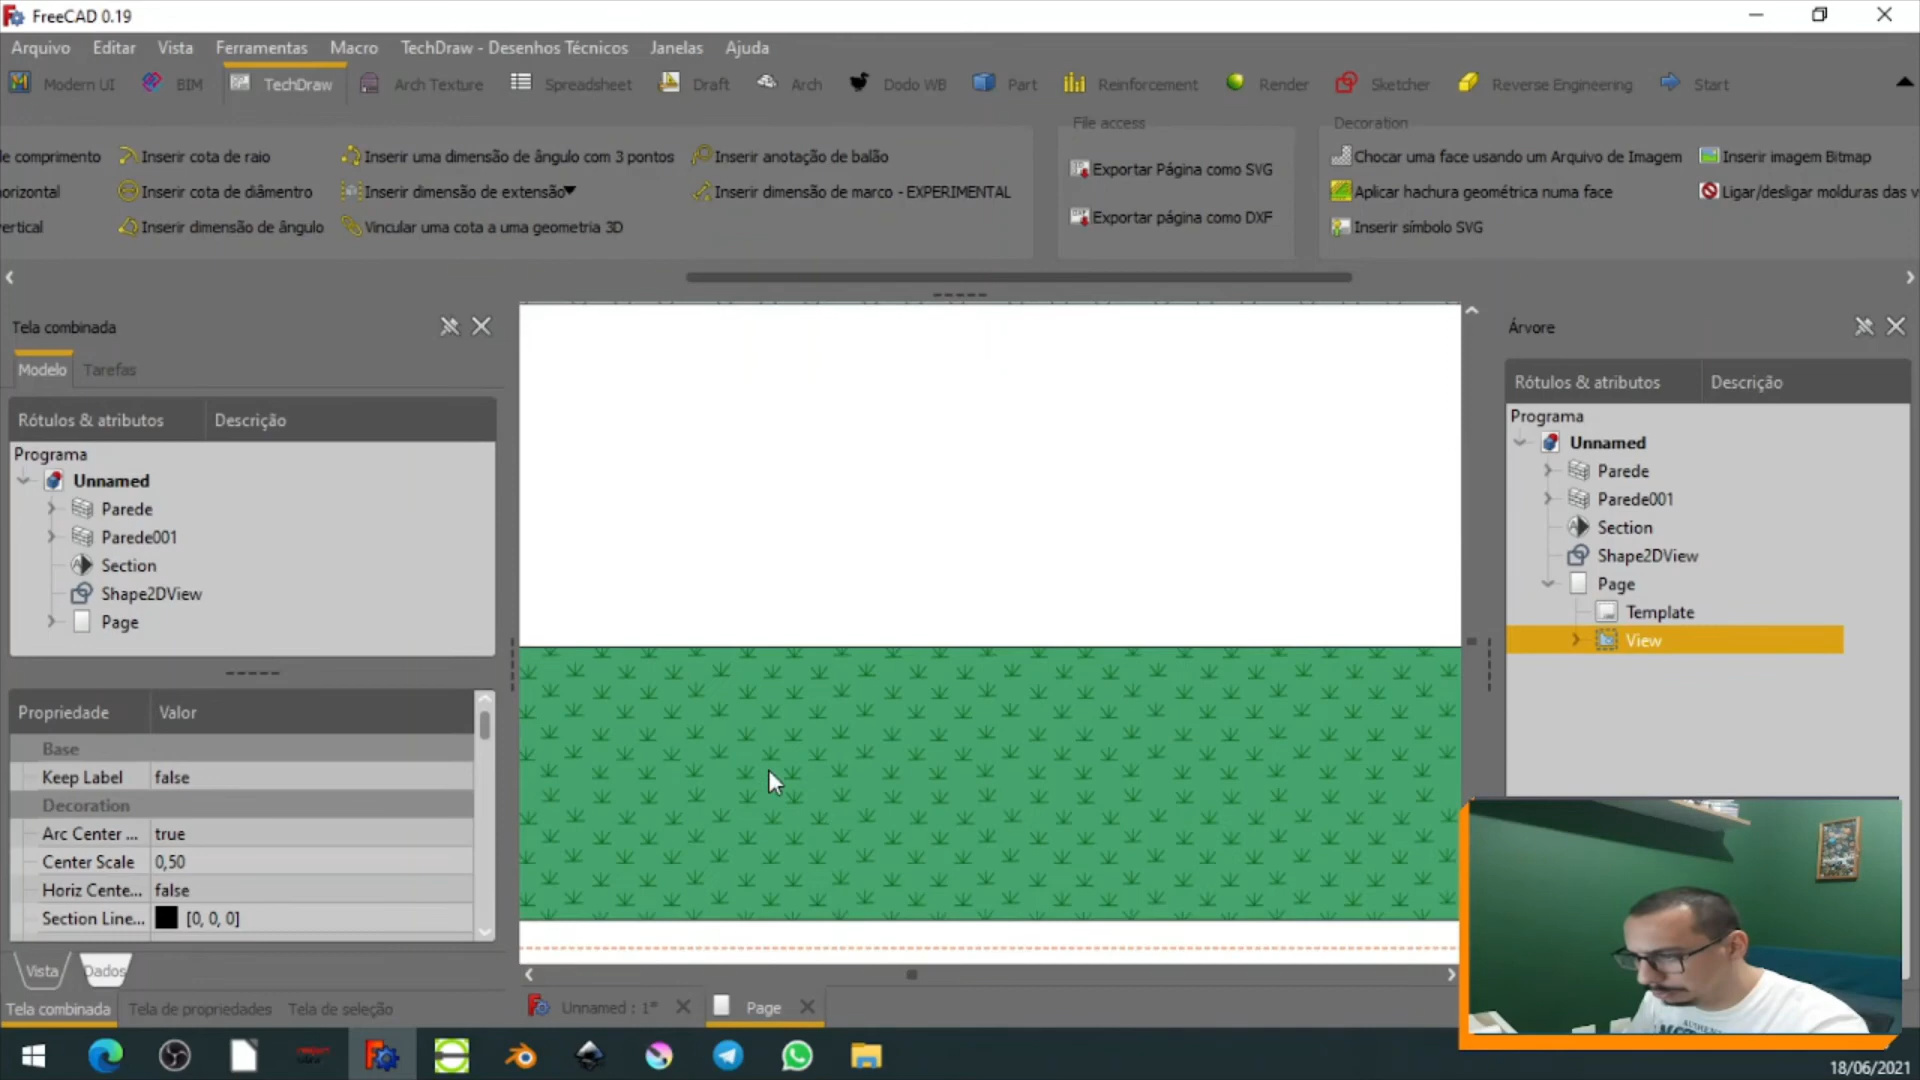 FreeCAD 0.19
Arquivo Editar Vista Ferramentas Macro TechDraw - Desenhos Técnicos Janelas Ajuda
Modern UI BIM TechDraw Arch Texture Spreadsheet Draft Arch Dodo WB Part Reinforcement Render Sketcher Reverse Engineering Start
File access Decoration
le comprimento Inserir cota de raio Inserir uma dimensão de ângulo com 3 pontos Inserir anotação de balão Exportar Página como SVG Chocar uma face usando um Arquivo de Imagem Inserir imagem Bitmap
orizontal Inserir cota de diâmetro Inserir dimensão de extensão Inserir dimensão de marco - EXPERIMENTAL Exportar página como DXF Aplicar hachura geométrica numa face Ligar/desligar molduras das v
ertical Inserir dimensão de ângulo Vincular uma cota a uma geometria 3D Inserir símbolo SVG
Tela combinada
Modelo Tarefas
Rótulos & atributos Descrição
Programa
Unnamed
Parede
Parede001
Section
Shape2DView
Page
Propriedade Valor
Base
Keep Label false
Decoration
Arc Center ... true
Center Scale 0,50
Horiz Cente... false
Section Line... [0, 0, 0]
Vista Dados
Tela combinada Tela de propriedades Tela de seleção
Unnamed : 1* Page
Árvore
Rótulos & atributos Descrição
Programa
Unnamed
Parede
Parede001
Section
Shape2DView
Page
Template
View
18/06/2021